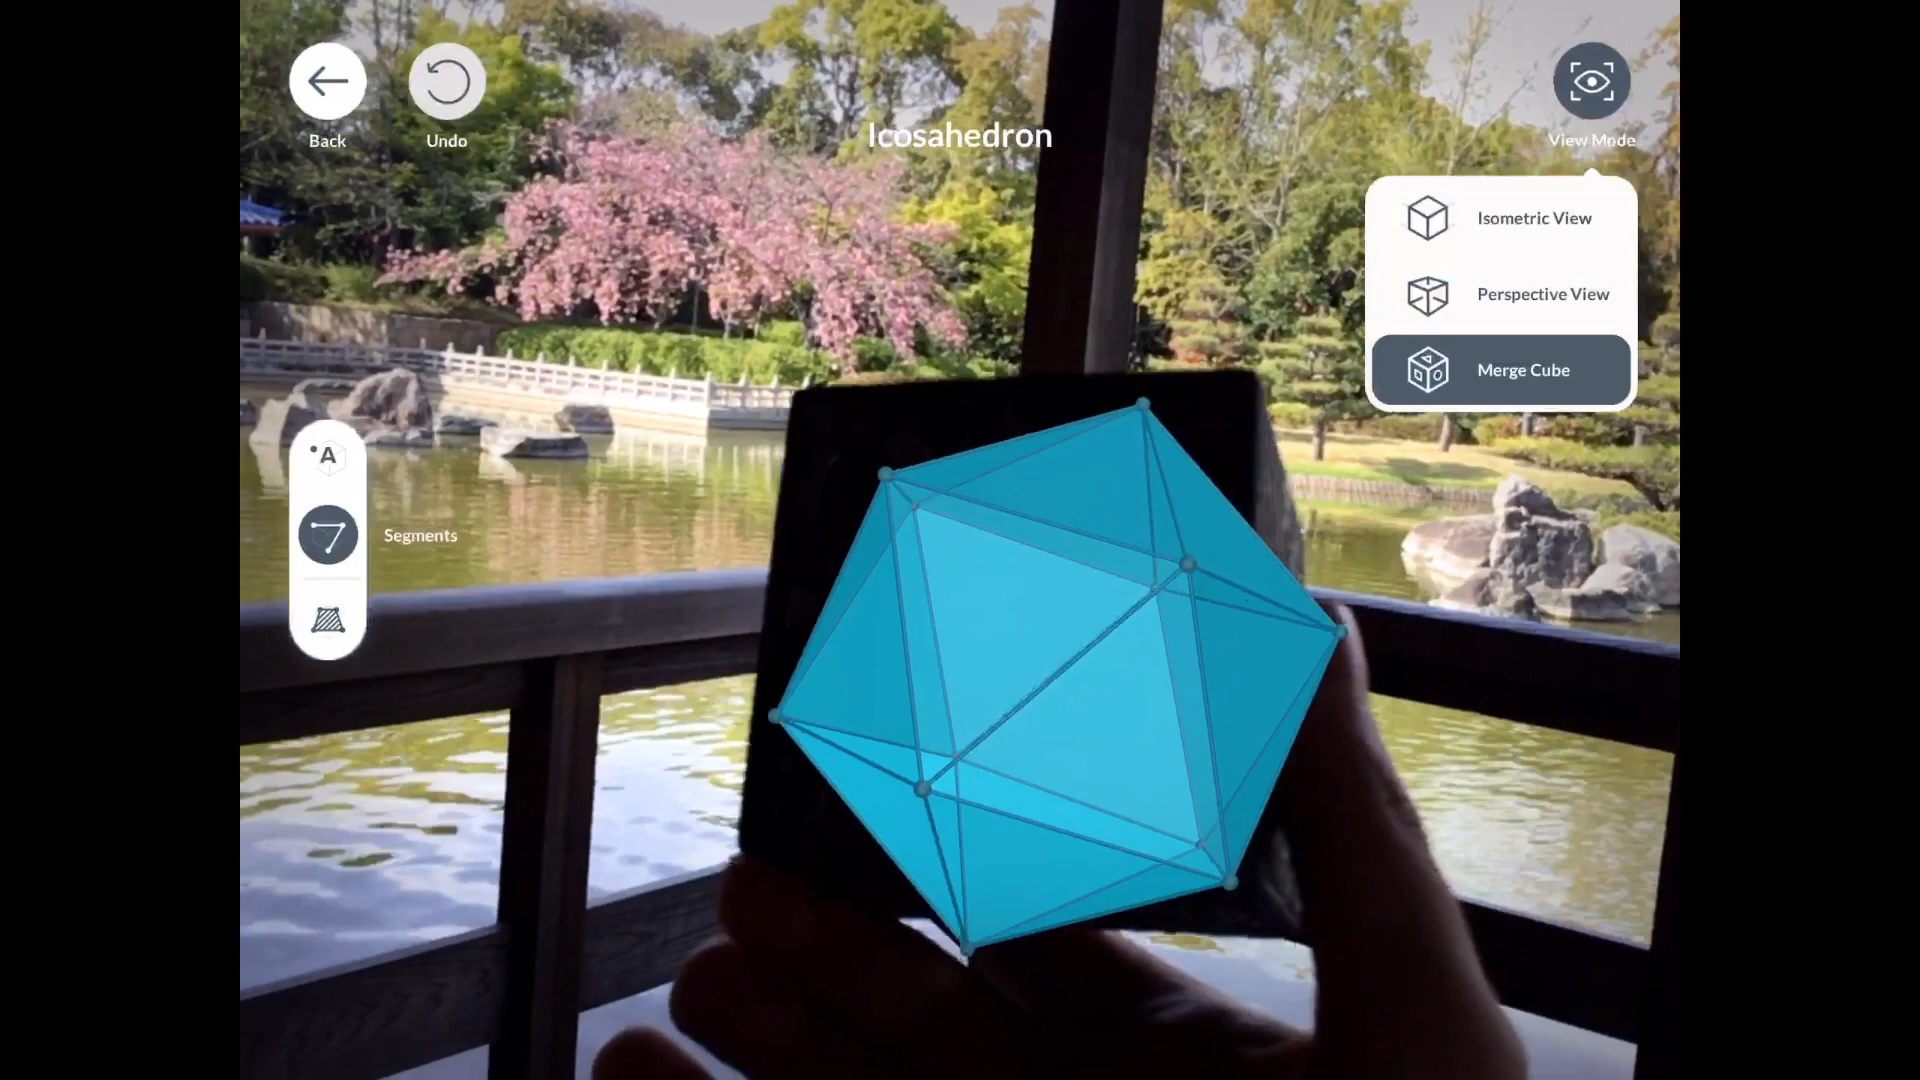 Back
Undo
Icosahedron
View Mode
Isometric View
Perspective View
Merge Cube
A
Segments